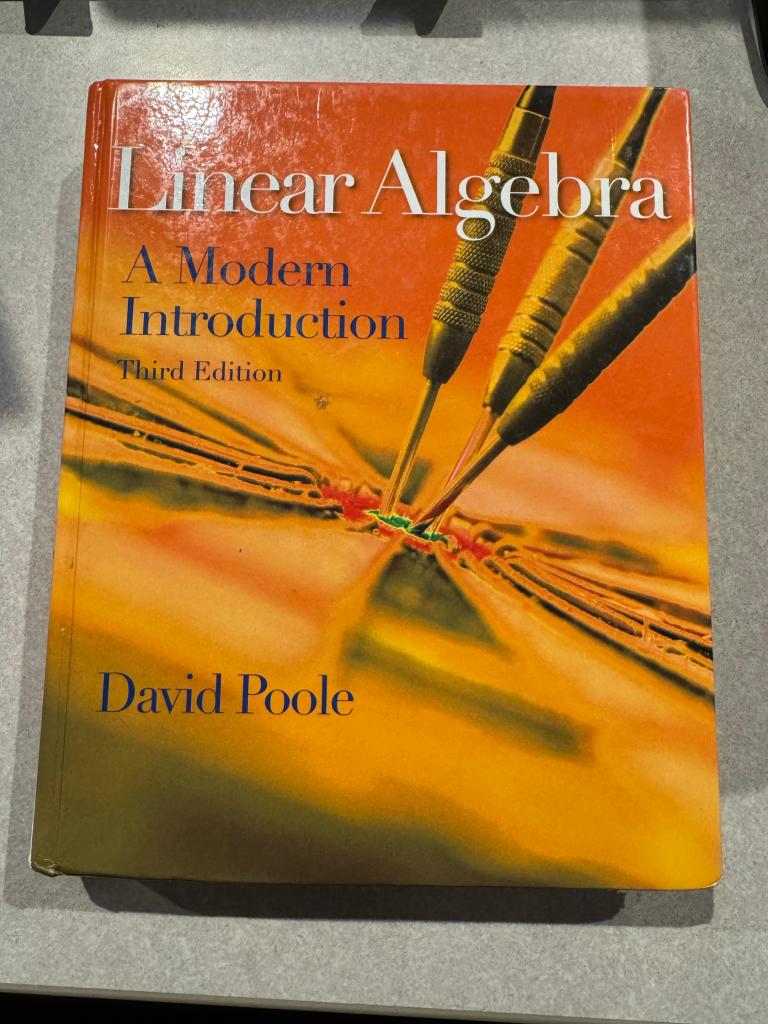 Linear Algebra
A Modern
Introduction
Third Edition
David Poole